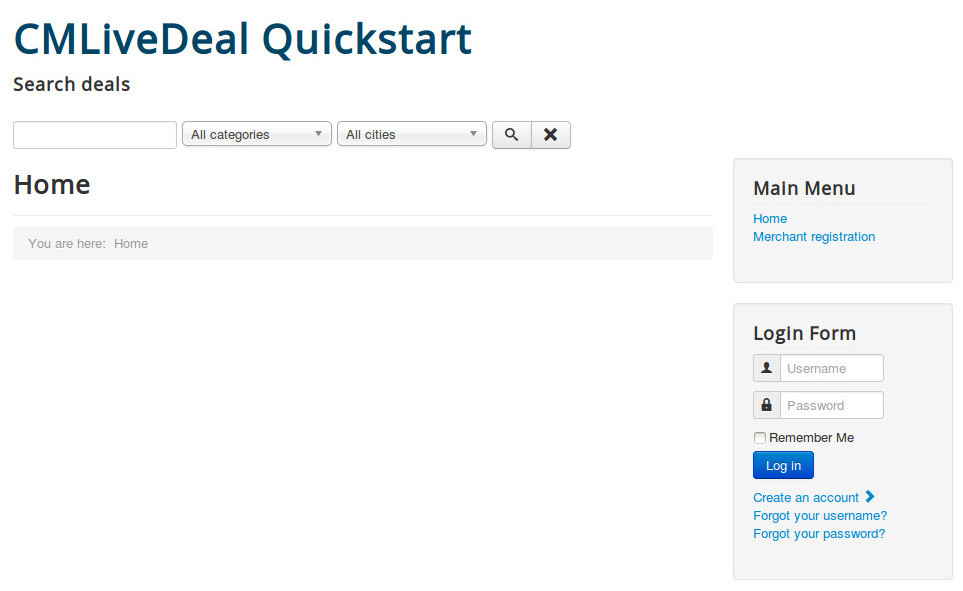 CMLiveDeal Quickstart
Search deals
All categories
All cities
Home
You are here: Home
Main Menu
Home
Merchant registration
Login Form
Username
Password
Remember Me
Log in
Create an account
Forgot your username?
Forgot your password?